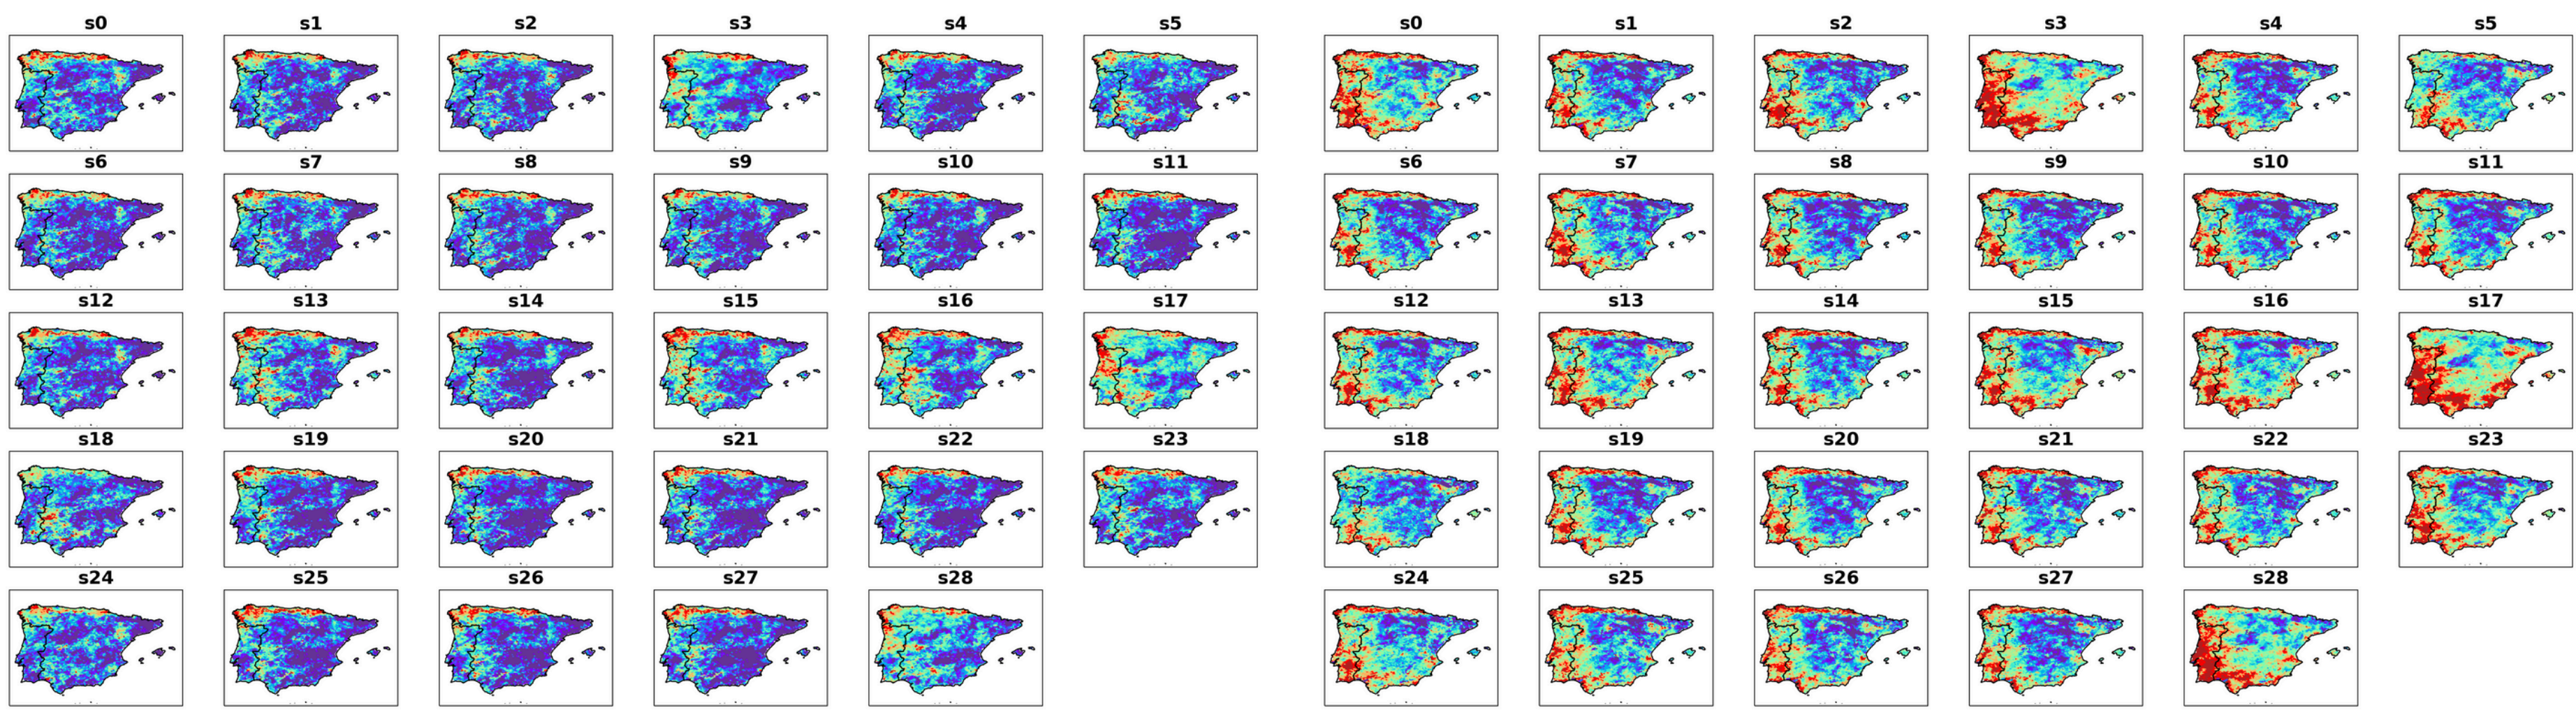 s0 s1 s2 s3 s4 s5 s0 s1 s2 s3 s4 s5
s6 s7 s8 s9 s10 s11 s6 s7 s8 s9 s10 s11
s12 s13 s14 s15 s16 s17 s12 s13 s14 s15 s16 s17
s18 s19 s20 s21 s22 s23 s18 s19 s20 s21 s22 s23
s24 s25 s26 s27 s28 s24 s25 s26 s27 s28